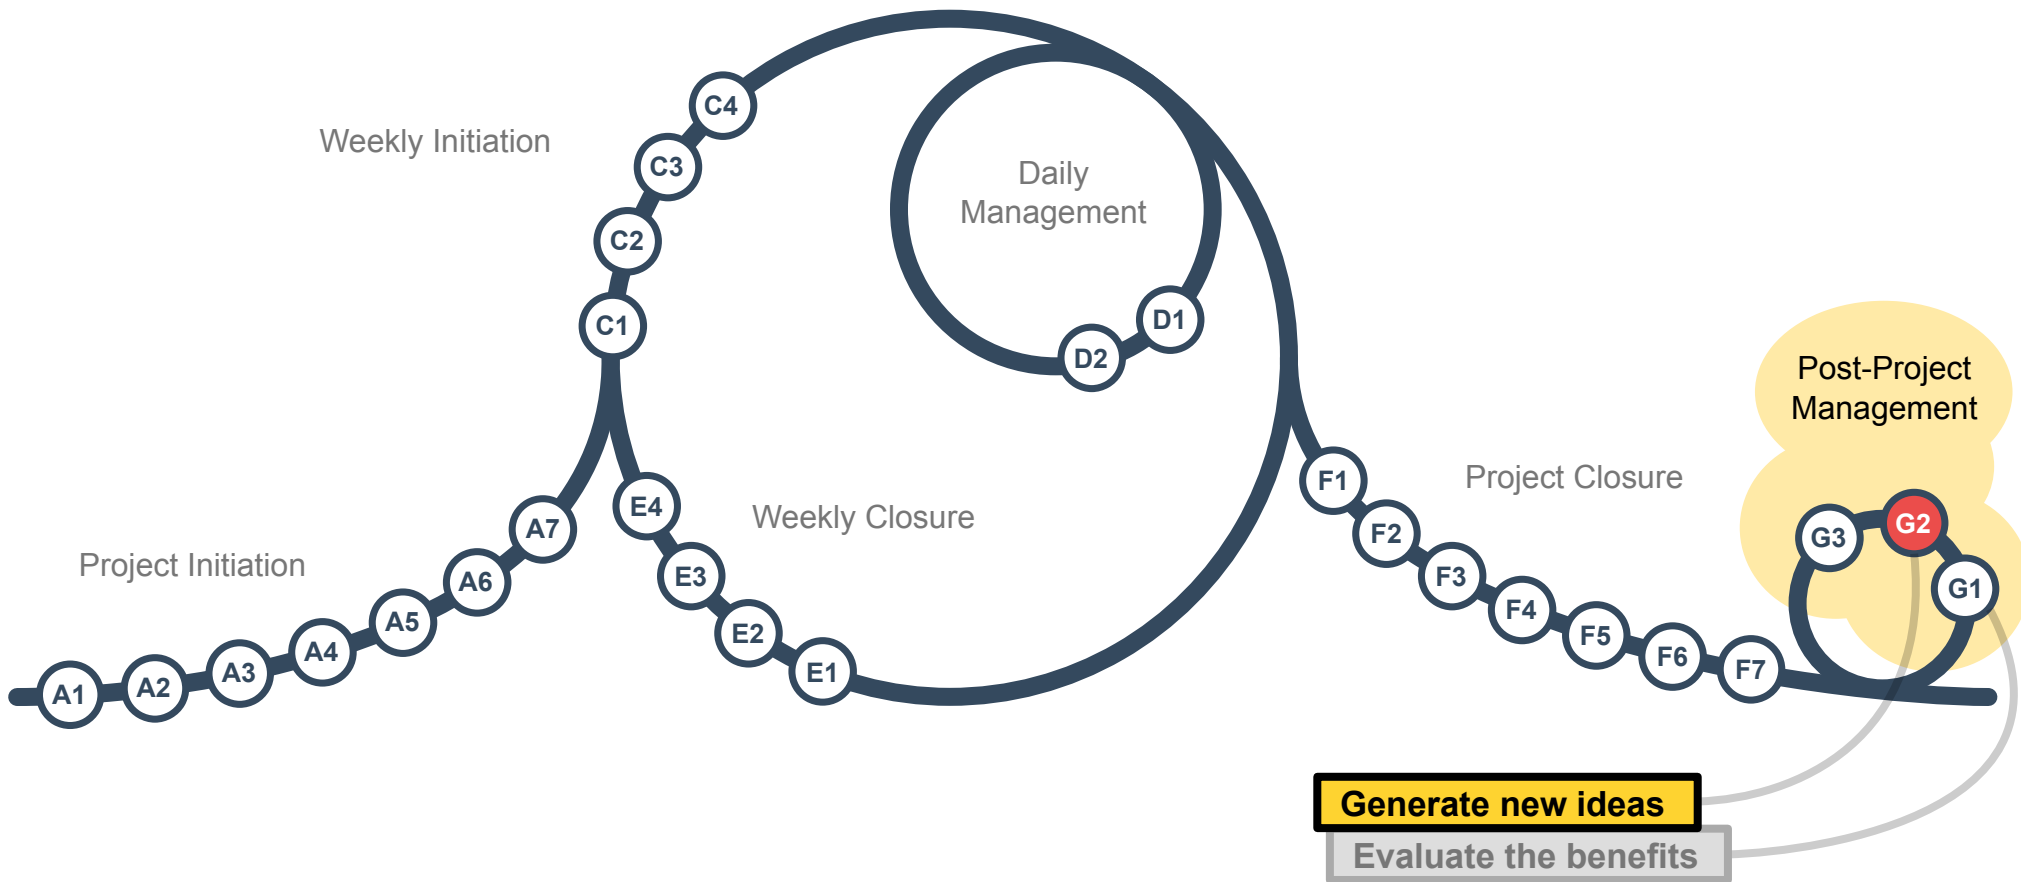 C4
Weekly Initiation
C3
Daily
Management
C2
C1
D1
D2
Post-Project
Management
F1
Project Closure
E4
Weekly Closure
A7
F2
G3
G2
Project Initiation
A6
E3
F3
G1
A5
E2
F4
F5
A4
E1
F6
F7
A3
A2
A1
Generate new ideas
Evaluate the benefits